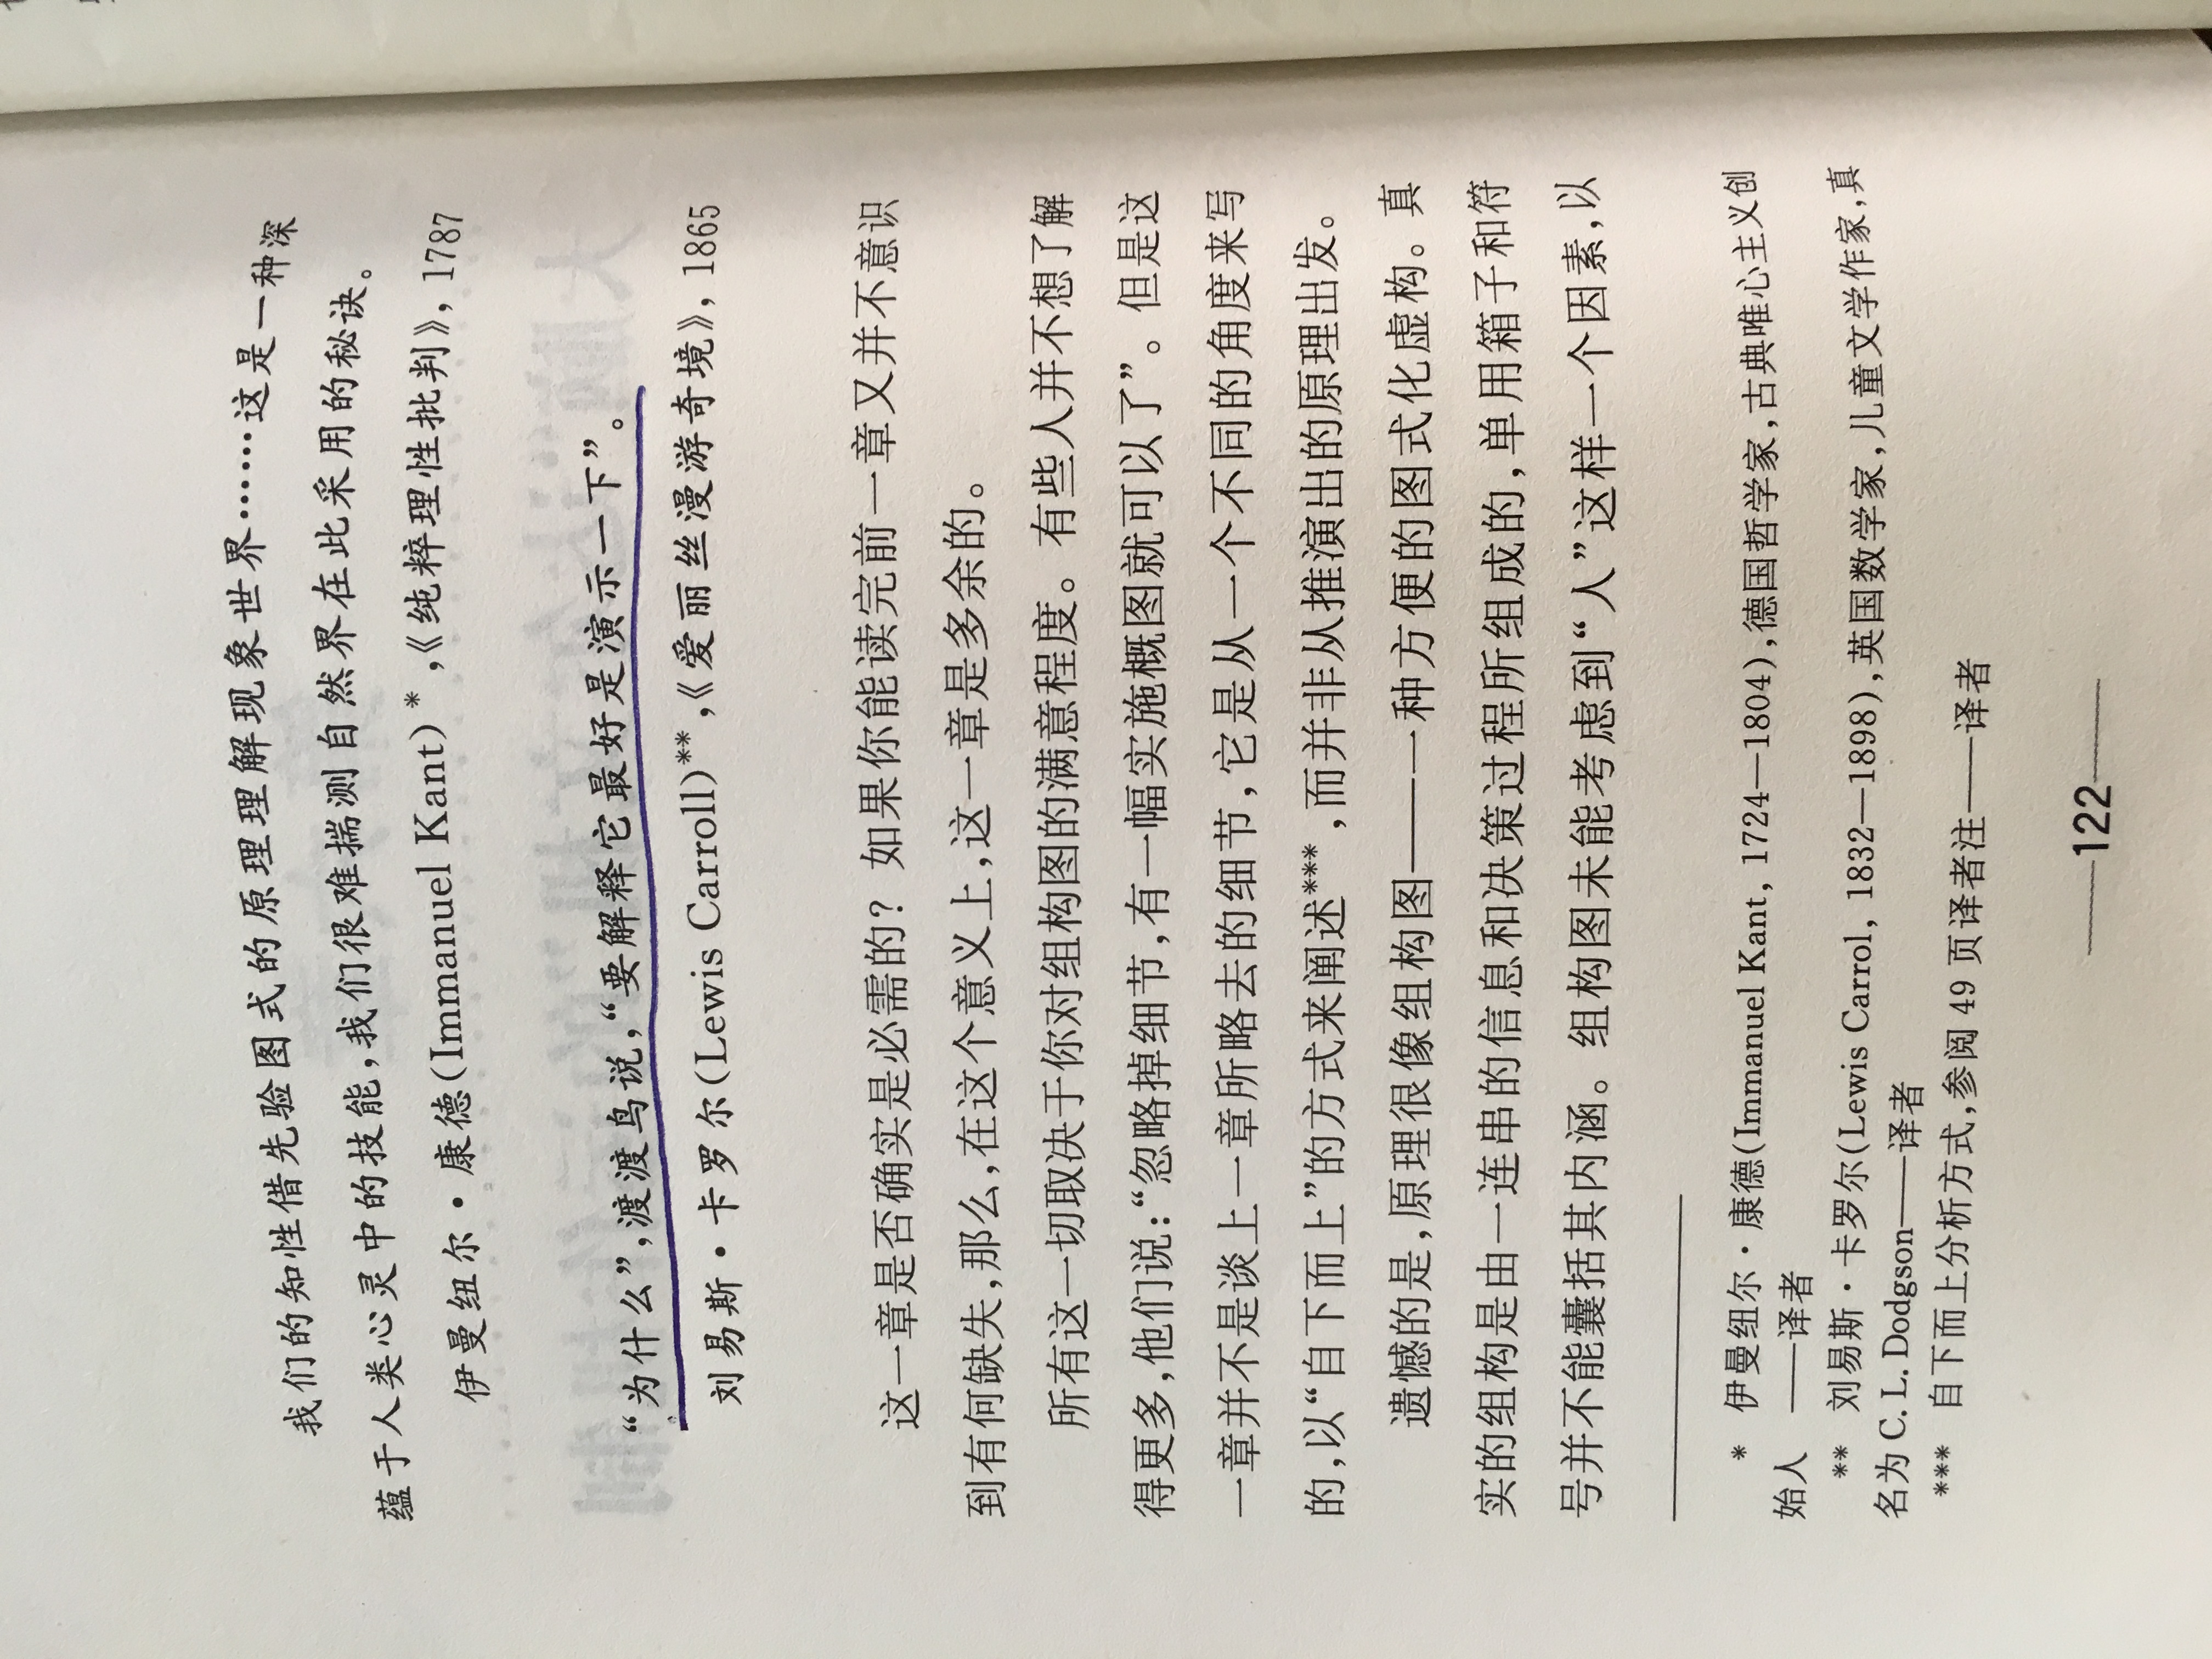 我们的知性借先验图式的原理理解现象世界……这是一种深
蕴于人类心灵中的技能,我们很难揣测自然界在此采用的秘诀。
伊曼纽尔·康德(Immanuel Kant)*,《纯粹理性批判》, 1787
“为什么”,渡渡鸟说,“要解释它最好是演示一下”。
刘易斯·卡罗尔(Lewis Carroll)**,《爱丽丝漫游奇境》, 1865
这一章是否确实是必需的? 如果你能读完前一章又并不意识
到有何缺失,那么,在这个意义上,这一章是多余的。
所有这一切取决于你对组构图的满意程度。有些人并不想了解
得更多,他们说:“忽略掉细节,有一幅实施概图就可以了”。但是这
一章并不是谈上一章所略去的细节,它是从一个不同的角度来写
的,以“自下而上”的方式来阐述***,而并非从推演出的原理出发。
遗憾的是,原理很像组构图——一种方便的图式化虚构。真
实的组构是由一连串的信息和决策过程所组成的,单用箱子和符
号并不能囊括其内涵。组构图未能考虑到“人”这样一个因素,以
* 伊曼纽尔·康德(Immanuel Kant, 1724—1804),德国哲学家,古典唯心主义创
始人 ——译者
** 刘易斯·卡罗尔(Lewis Carrol, 1832—1898),英国数学家,儿童文学作家,真
名为 C. L. Dodgson——译者
*** 自下而上分析方式,参阅 49 页译者注——译者
——122——